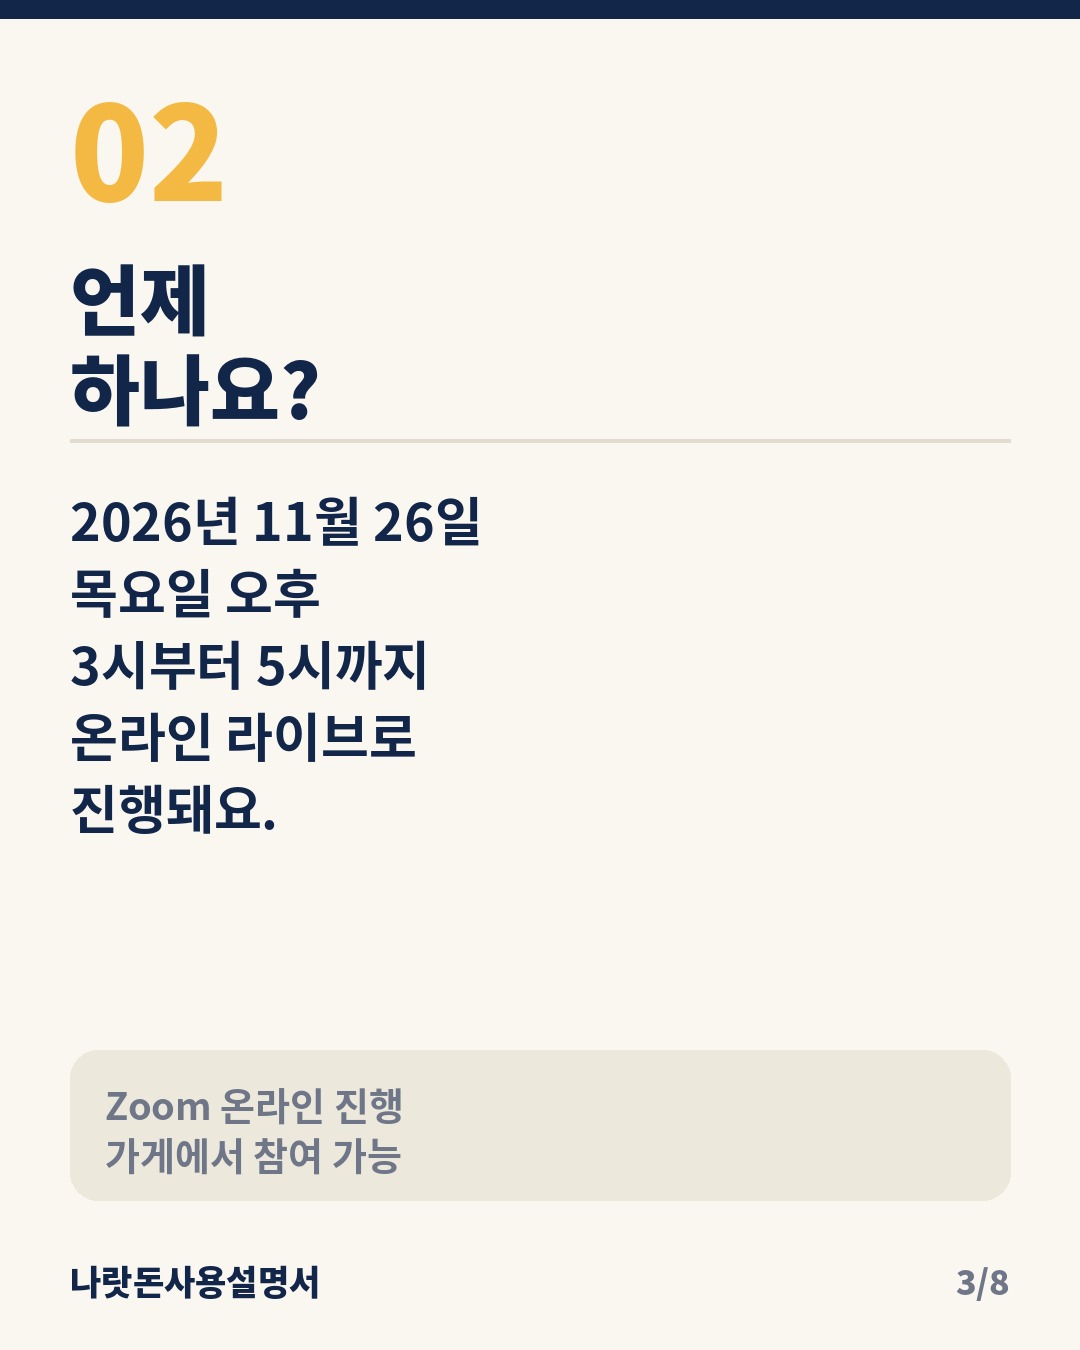 02
언제
하나요?
2026년 11월 26일
목요일 오후
3시부터 5시까지
온라인 라이브로
진행돼요.
Zoom 온라인 진행
가게에서 참여 가능
나랏돈사용설명서
3/8